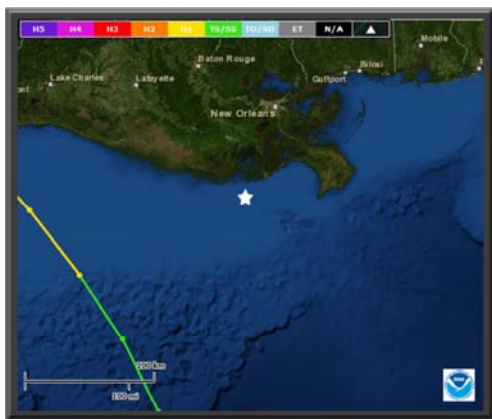 H5 H4 H3 H2 H1 TS/SS TD/SD ET N/A
Mobile
Baton Rouge
Biloxi
Lake Charles
Lafayette
Gulfport
New Orleans
200 km
100 mi